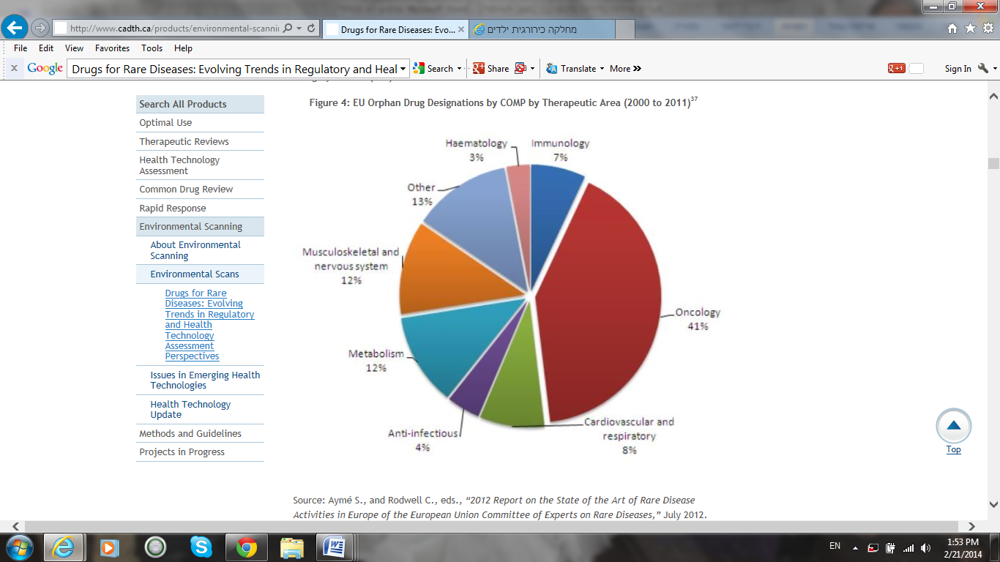 http://www.cadth.ca/products/environmental-scannin
Drugs for Rare Diseases: Evo...
מחלקה כירורגית ילדים
File Edit View Favorites Tools Help
Google Drugs for Rare Diseases: Evolving Trends in Regulatory and Heal Search Share Translate More »
+1 Sign In
Search All Products
Optimal Use
Therapeutic Reviews
Health Technology
Assessment
Common Drug Review
Rapid Response
Environmental Scanning
About Environmental
Scanning
Environmental Scans
Drugs for Rare
Diseases: Evolving
Trends in Regulatory
and Health
Technology
Assessment
Perspectives
Issues in Emerging Health
Technologies
Health Technology
Update
Methods and Guidelines
Projects in Progress
Figure 4: EU Orphan Drug Designations by COMP by Therapeutic Area (2000 to 2011)37
Haematology
3%
Immunology
7%
Other
13%
Musculoskeletal and
nervous system
12%
Oncology
41%
Metabolism
12%
Anti-infectious
4%
Cardiovascular and
respiratory
8%
Top
Source: Aymé S., and Rodwell C., eds., “2012 Report on the State of the Art of Rare Disease
Activities in Europe of the European Union Committee of Experts on Rare Diseases,” July 2012.
EN
1:53 PM
2/21/2014